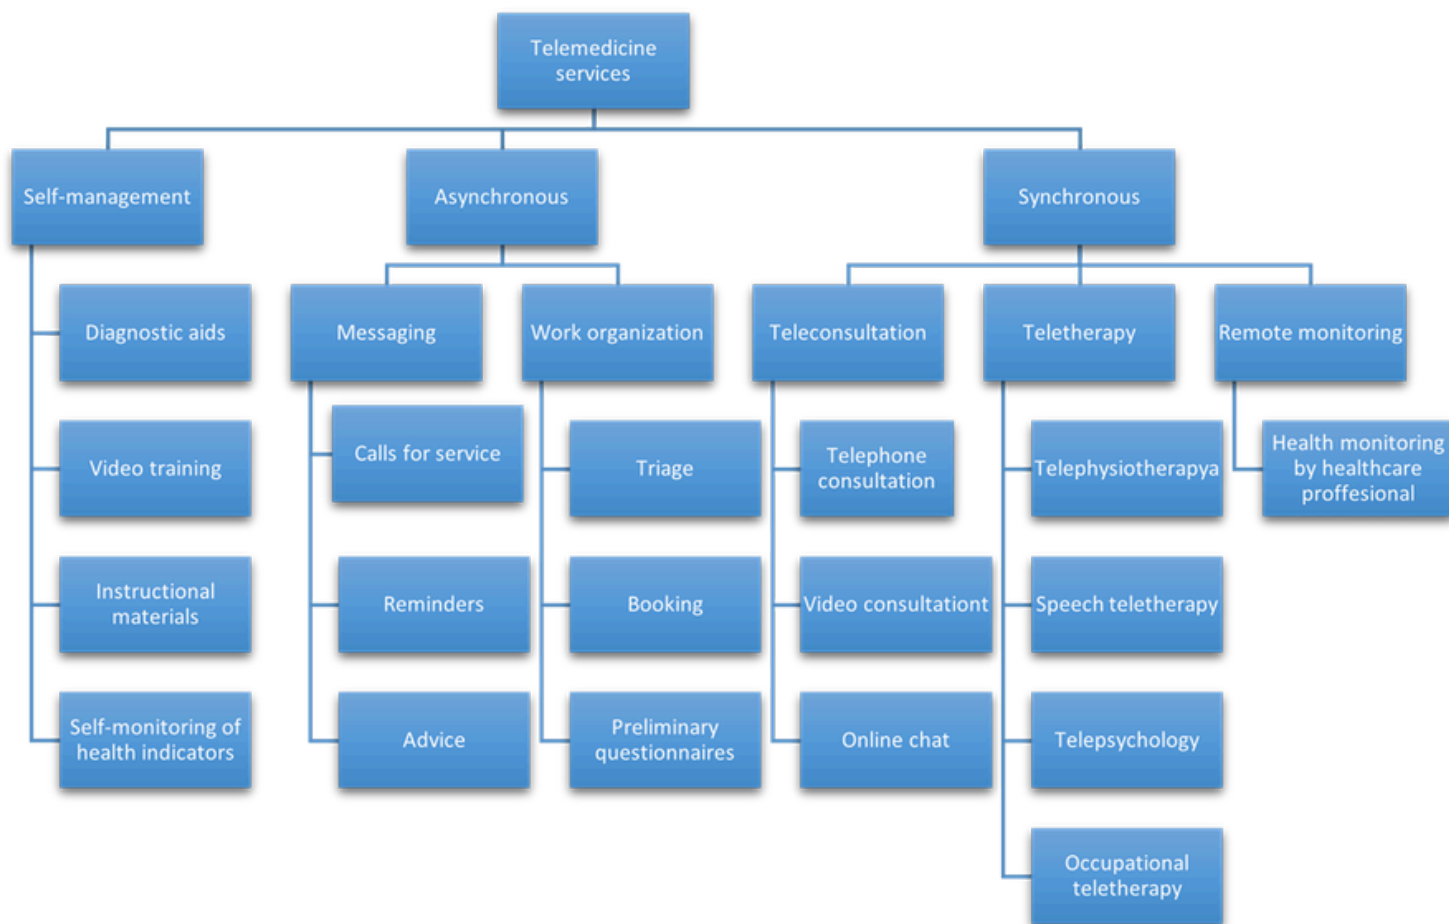 Telemedicine
services
Self-management
Asynchronous
Synchronous
Diagnostic aids
Messaging
Work organization
Teleconsultation
Teletherapy
Remote monitoring
Calls for service
Triage
Telephone
consultation
Telephysiotherapya
Health monitoring
by healthcare
proffesional
Video training
Instructional
materials
Reminders
Booking
Video consultationt
Speech teletherapy
Self-monitoring of
health indicators
Advice
Preliminary
questionnaires
Online chat
Telepsychology
Occupational
teletherapy